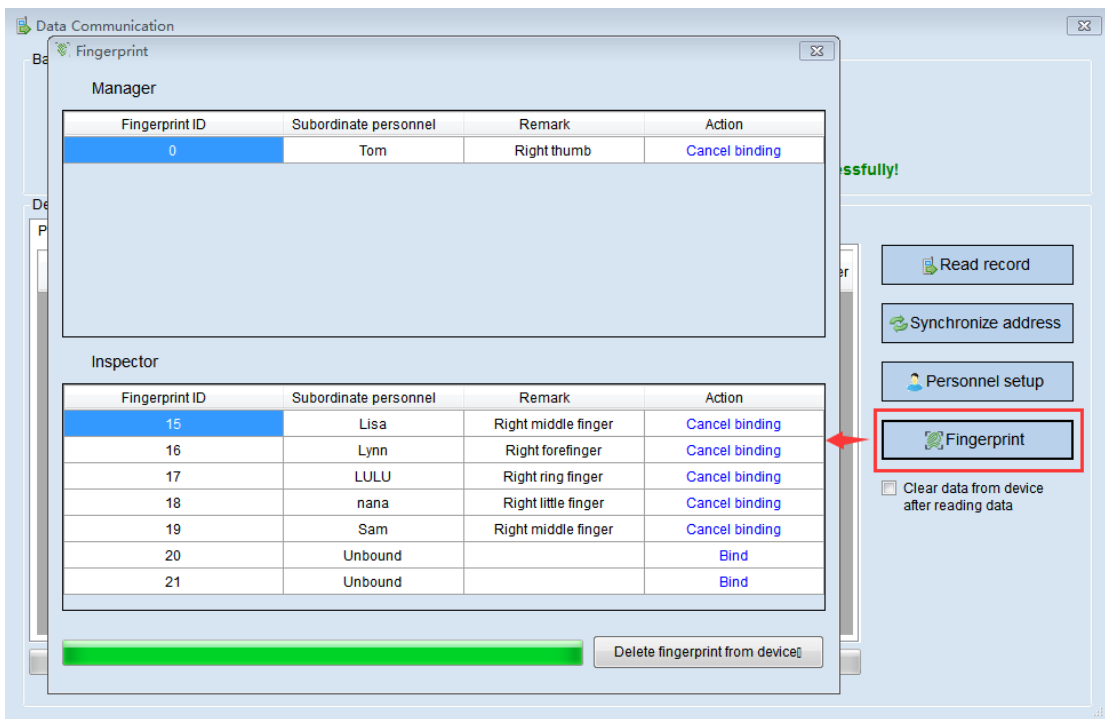 Data Communication
Ba
Fingerprint
Manager
Fingerprint ID Subordinate personnel Remark Action
0 Tom Right thumb Cancel binding
essfully!
De
P
er
Read record
Synchronize address
Inspector
Personnel setup
Fingerprint ID Subordinate personnel Remark Action
15 Lisa Right middle finger Cancel binding
Fingerprint
16 Lynn Right forefinger Cancel binding
17 LULU Right ring finger Cancel binding
Clear data from device
after reading data
18 nana Right little finger Cancel binding
19 Sam Right middle finger Cancel binding
20 Unbound Bind
21 Unbound Bind
Delete fingerprint from device